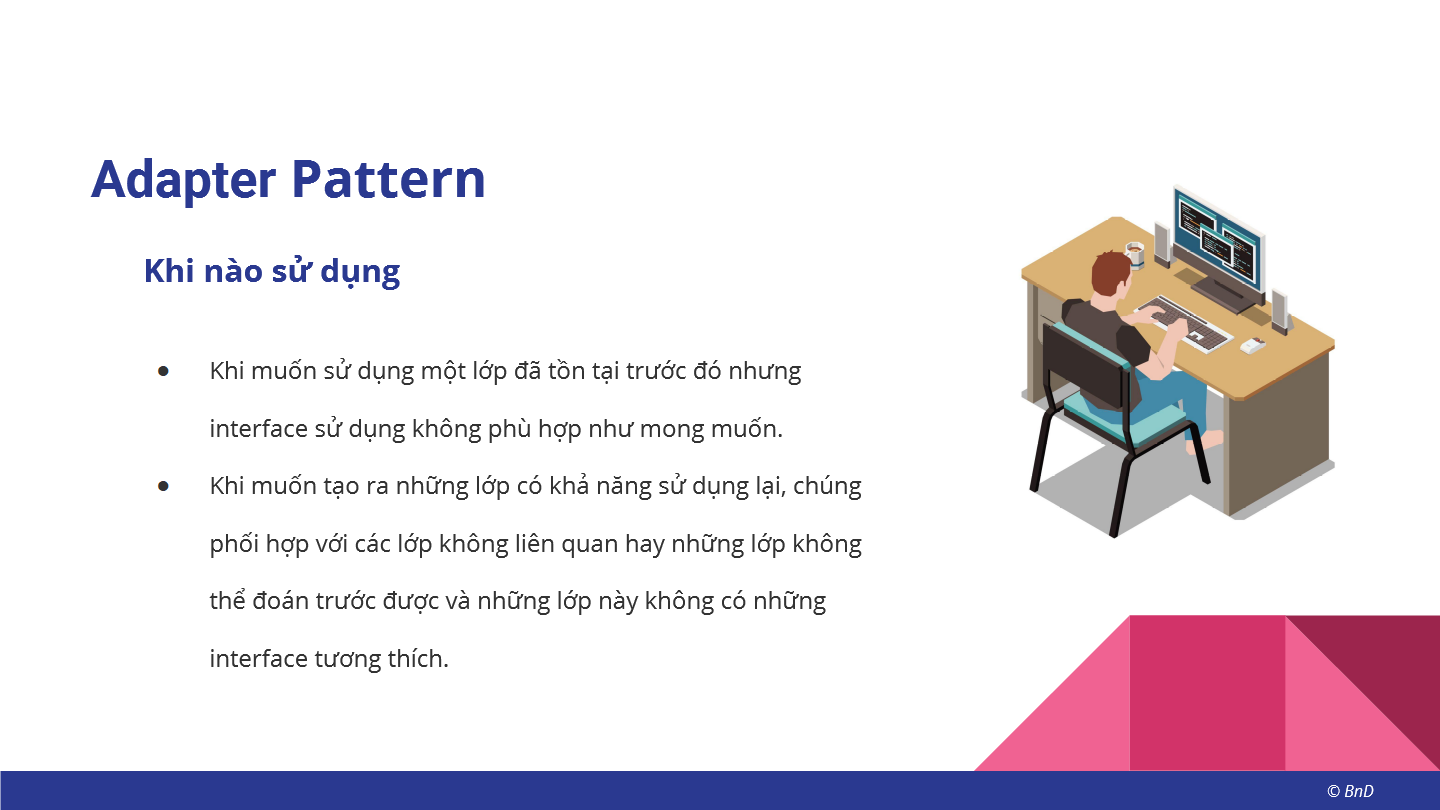 Adapter Pattern
Khi nào sử dụng
● Khi muốn sử dụng một lớp đã tồn tại trước đó nhưng
interface sử dụng không phù hợp như mong muốn.
● Khi muốn tạo ra những lớp có khả năng sử dụng lại, chúng
phối hợp với các lớp không liên quan hay những lớp không
thể đoán trước được và những lớp này không có những
interface tương thích.
© BnD